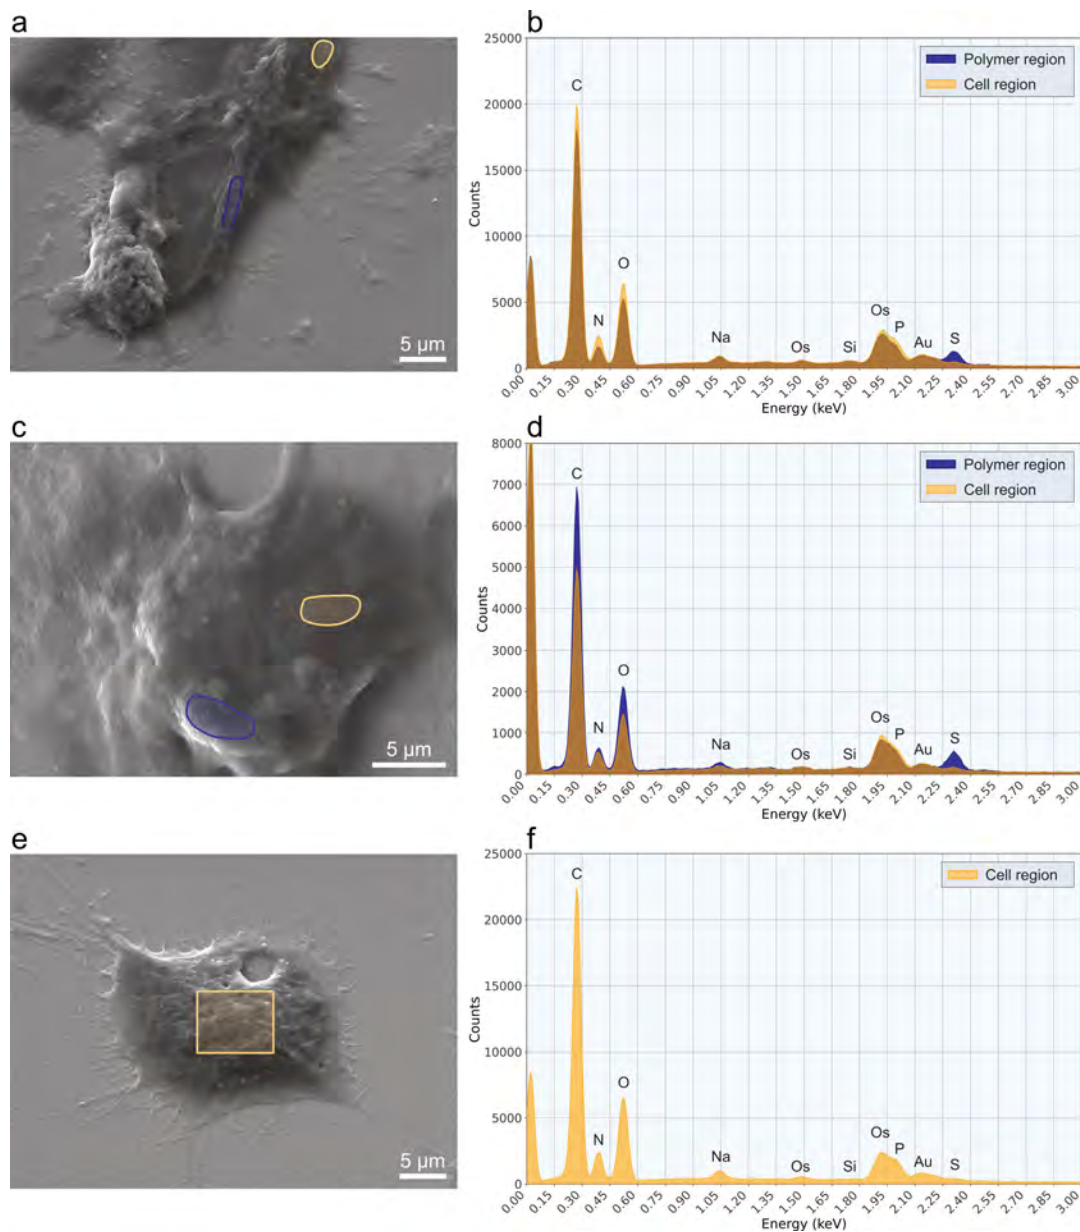 a
5 µm
b
25000
20000
15000
10000
5000
0
Counts
C
N
O
Na
Os
Si
Os
P
Au
S
Polymer region
Cell region
0.00 0.15 0.30 0.45 0.60 0.75 0.90 1.05 1.20 1.35 1.50 1.65 1.80 1.95 2.10 2.25 2.40 2.55 2.70 2.85 3.00
Energy (keV)
c
5 µm
d
8000
7000
6000
5000
4000
3000
2000
1000
0
Counts
C
N
O
Na
Os
Si
Os
P
Au
S
Polymer region
Cell region
0.00 0.15 0.30 0.45 0.60 0.75 0.90 1.05 1.20 1.35 1.50 1.65 1.80 1.95 2.10 2.25 2.40 2.55 2.70 2.85 3.00
Energy (keV)
e
5 µm
f
25000
20000
15000
10000
5000
0
Counts
C
N
O
Na
Os
Si
Os
P
Au
S
Cell region
0.00 0.15 0.30 0.45 0.60 0.75 0.90 1.05 1.20 1.35 1.50 1.65 1.80 1.95 2.10 2.25 2.40 2.55 2.70 2.85 3.00
Energy (keV)